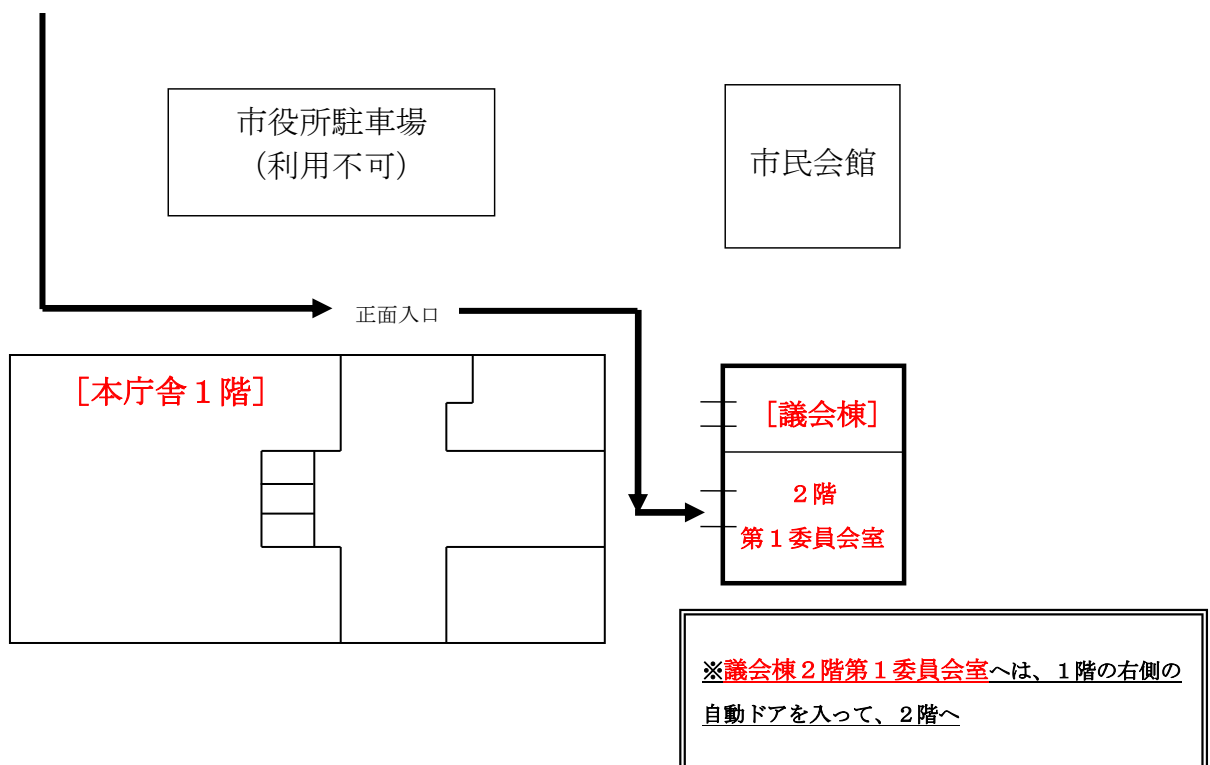 市役所駐車場
（利用不可）
市民会館
正面入口
［本庁舎１階］
［議会棟］
２階
第１委員会室
※議会棟２階第１委員会室へは、１階の右側の
自動ドアを入って、２階へ